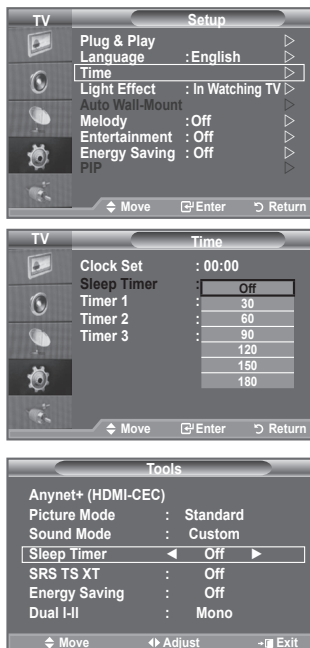 TV Setup
Plug & Play
Language :English
Time
Light Effect : In Watching TV
Auto Wall-Mount
Melody :Off
Entertainment : Off
Energy Saving : Off
PIP
Move Enter Return
TV Time
Clock Set : 00:00
Sleep Timer : Off
Timer 1 : 30
Timer 2 : 60
Timer 3 : 90
120
150
180
Move Enter Return
Tools
Anynet+ (HDMI-CEC)
Picture Mode : Standard
Sound Mode : Custom
Sleep Timer Off
SRS TS XT : Off
Energy Saving : Off
Dual I-II : Mono
Move Adjust Exit